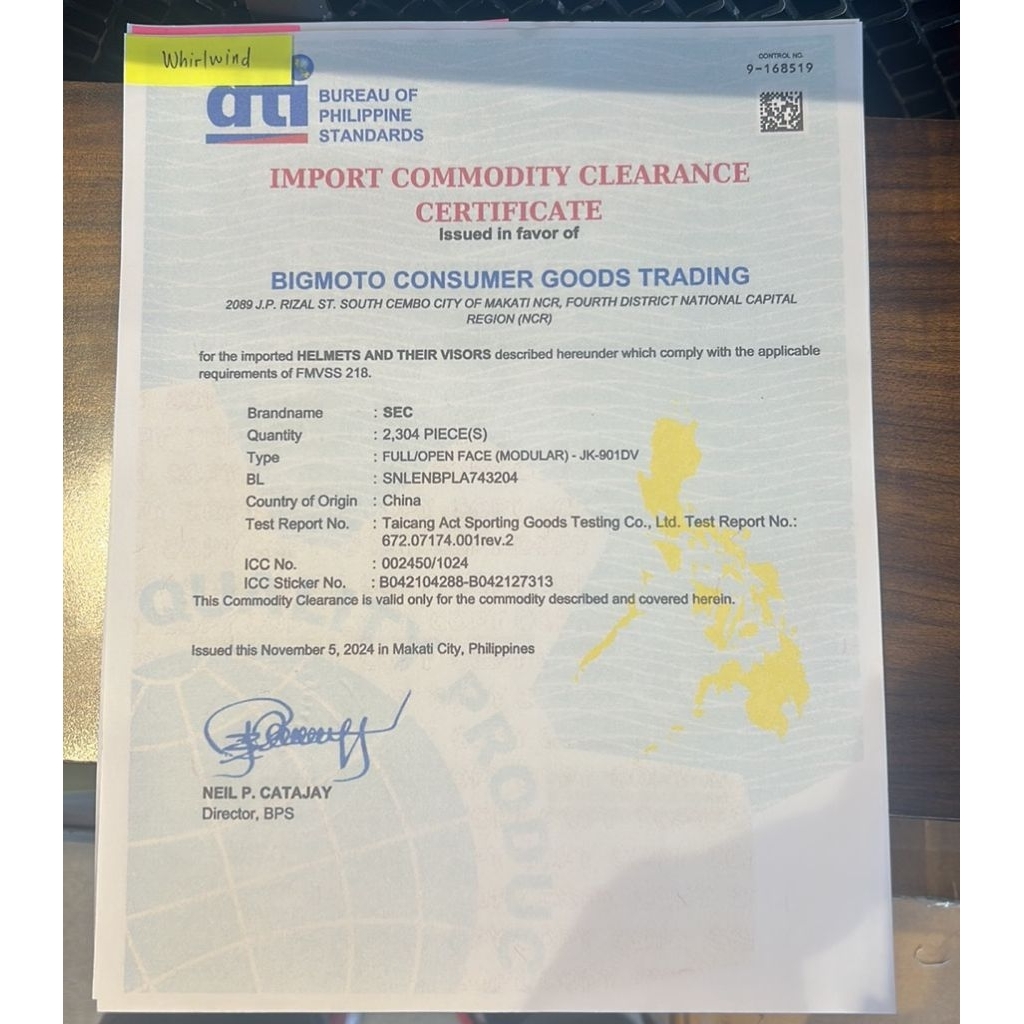 Whirlwind
CONTROL NO.
9-168519
dti
BUREAU OF
PHILIPPINE
STANDARDS
IMPORT COMMODITY CLEARANCE
CERTIFICATE
Issued in favor of
BIGMOTO CONSUMER GOODS TRADING
2089 J.P. RIZAL ST. SOUTH CEMBO CITY OF MAKATI NCR, FOURTH DISTRICT NATIONAL CAPITAL
REGION (NCR)
for the imported HELMETS AND THEIR VISORS described hereunder which comply with the applicable
requirements of FMVSS 218.
Brandname : SEC
Quantity : 2,304 PIECE(S)
Type : FULL/OPEN FACE (MODULAR) - JK-901DV
BL : SNLENBPLA743204
Country of Origin : China
Test Report No. : Taicang Act Sporting Goods Testing Co., Ltd. Test Report No.:
672.07174.001rev.2
ICC No. : 002450/1024
ICC Sticker No. : B042104288-B042127313
This Commodity Clearance is valid only for the commodity described and covered herein.
Issued this November 5, 2024 in Makati City, Philippines
NEIL P. CATAJAY
Director, BPS
QUALITY PRODUC